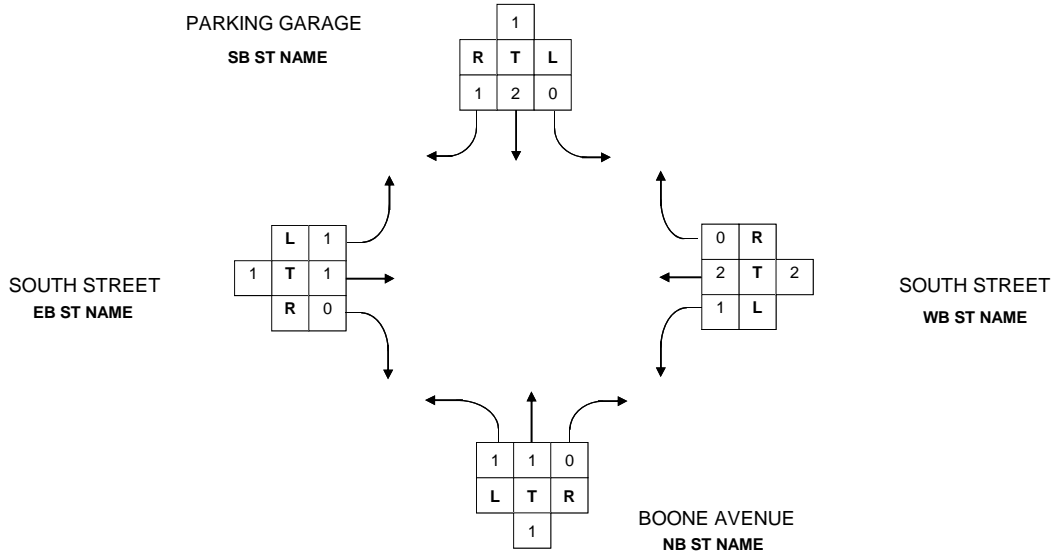 PARKING GARAGE
SB ST NAME
1
R T L
1 2 0
L 1
1 T 1
R 0
SOUTH STREET
EB ST NAME
0 R
2 T 2
1 L
SOUTH STREET
WB ST NAME
1 1 0
L T R
1
BOONE AVENUE
NB ST NAME